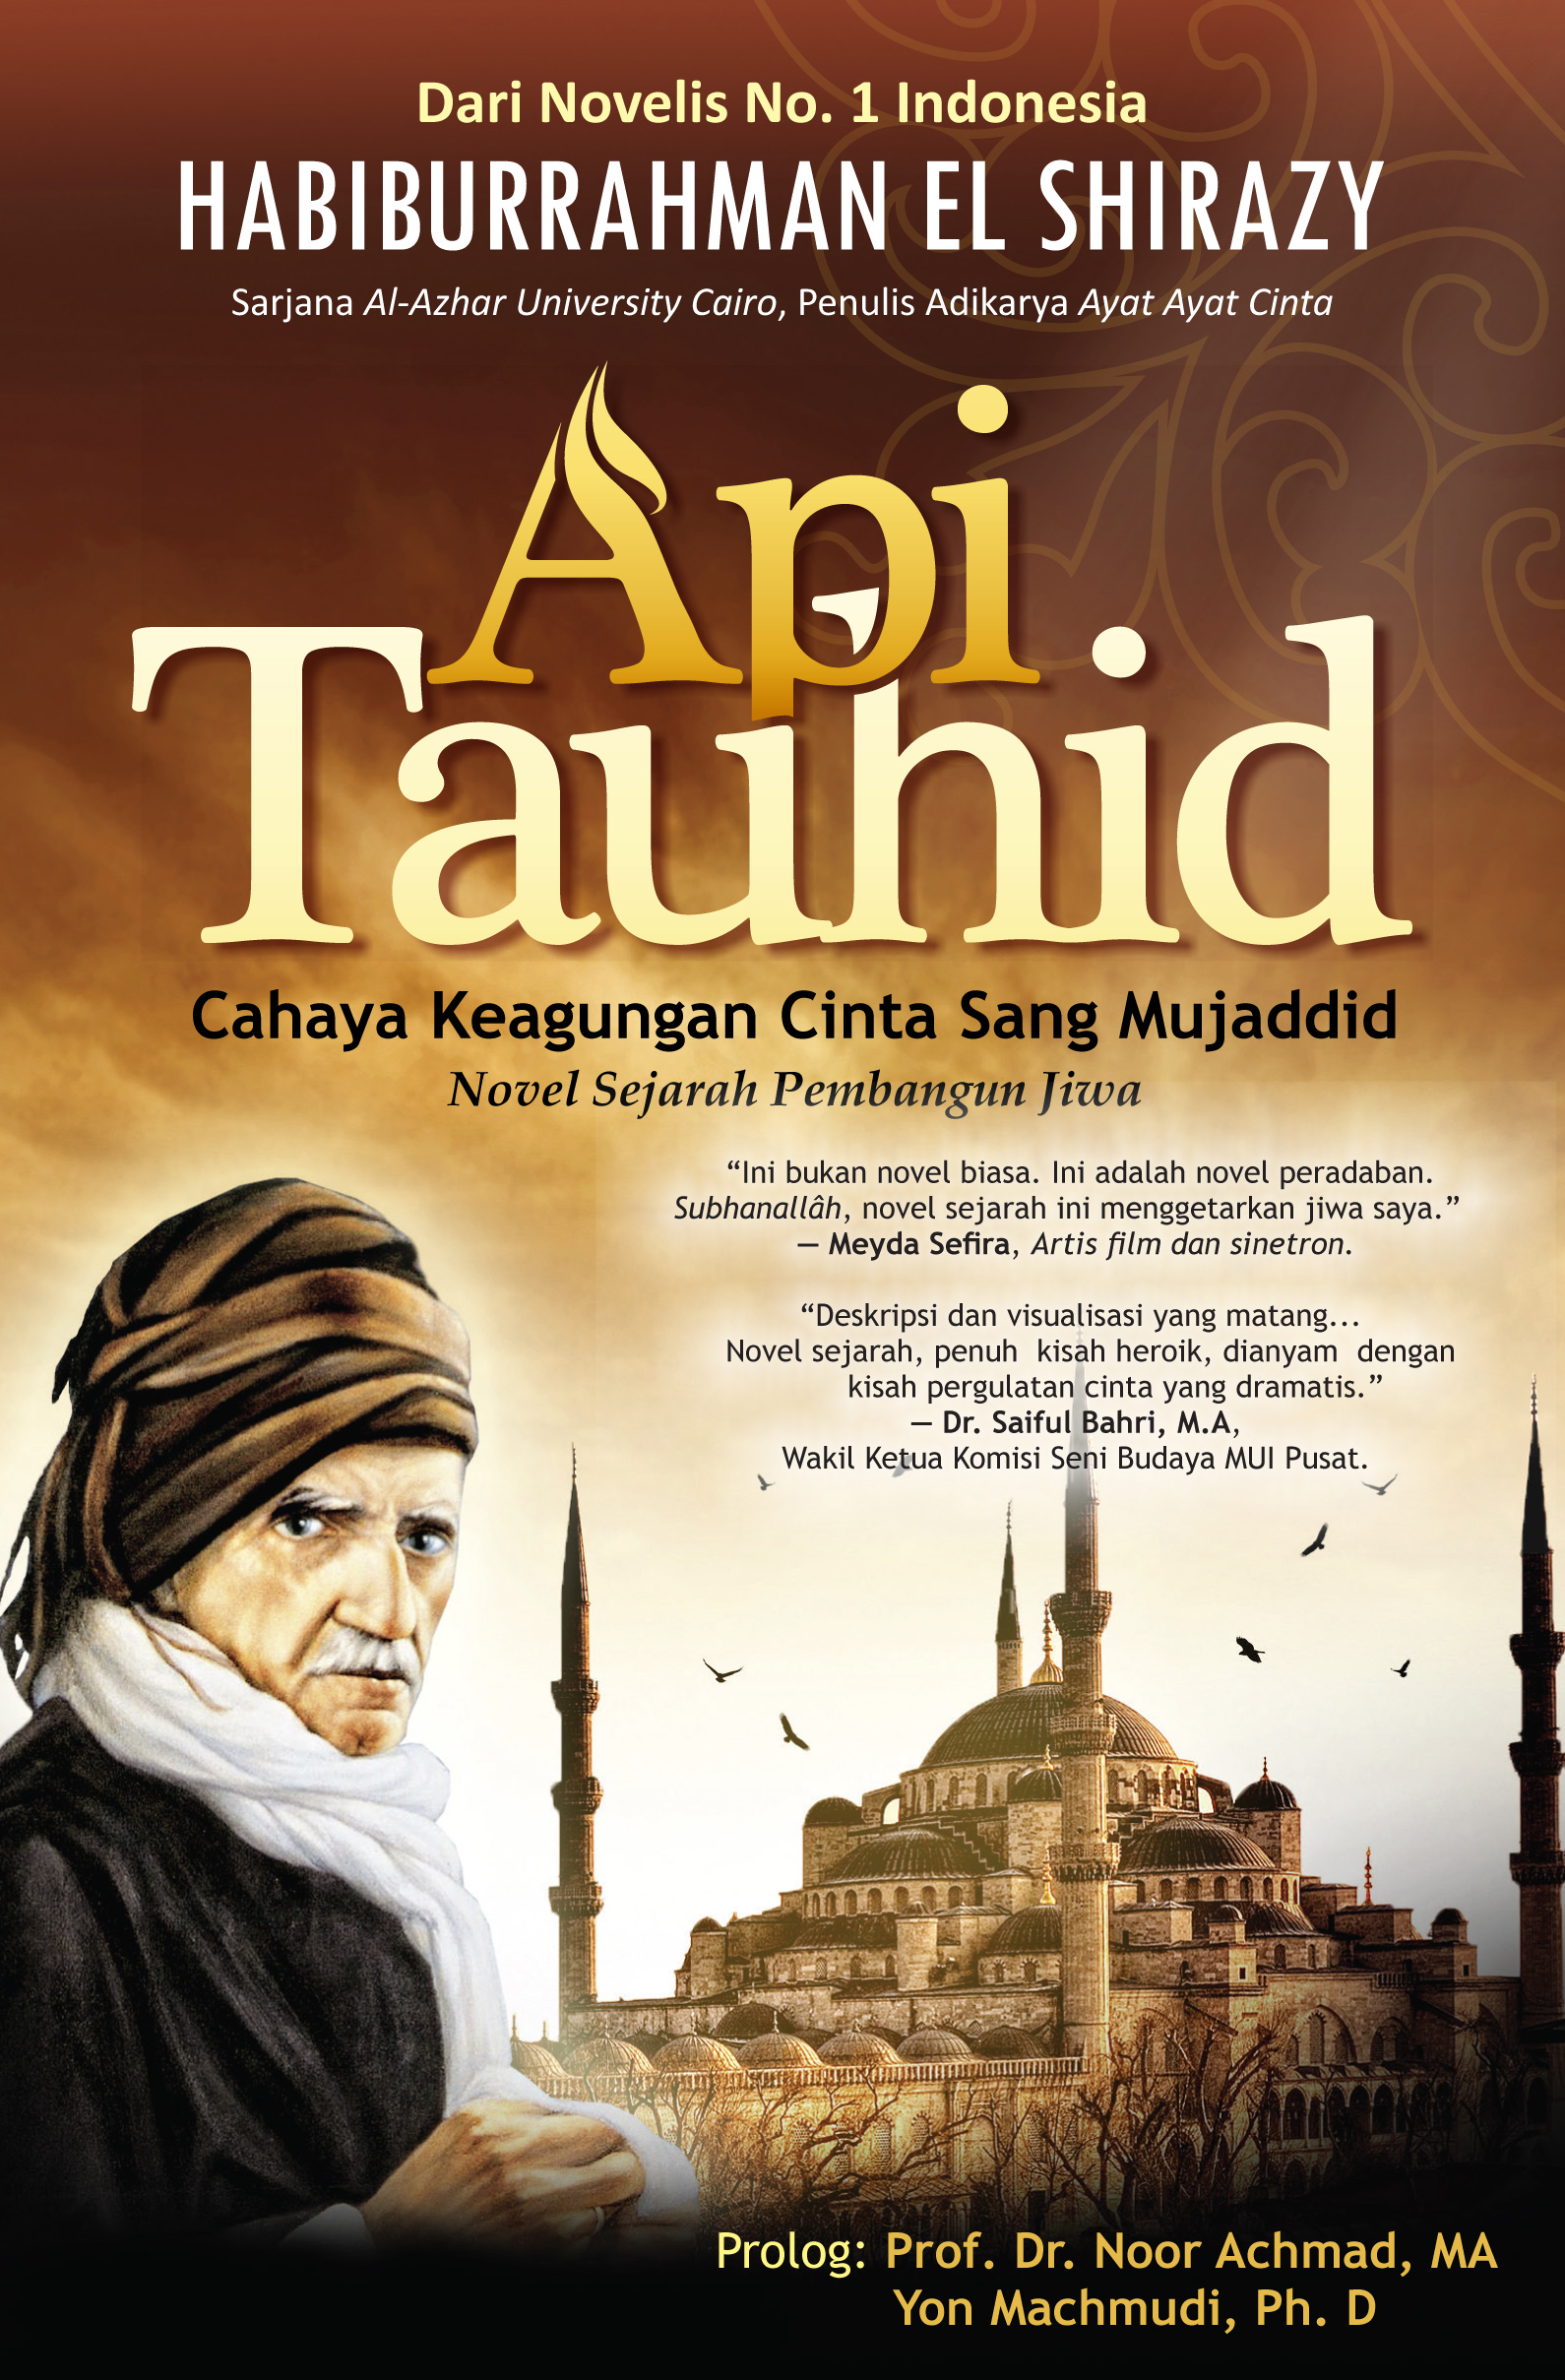 Dari Novelis No. 1 Indonesia
HABIBURRAHMAN EL SHIRAZY
Sarjana Al-Azhar University Cairo, Penulis Adikarya Ayat Ayat Cinta
Api
Tauhid
Cahaya Keagungan Cinta Sang Mujaddid
Novel Sejarah Pembangun Jiwa
“Ini bukan novel biasa. Ini adalah novel peradaban.
Subhanallâh, novel sejarah ini menggetarkan jiwa saya.”
— Meyda Sefira, Artis film dan sinetron.
“Deskripsi dan visualisasi yang matang...
Novel sejarah, penuh kisah heroik, dianyam dengan
kisah pergulatan cinta yang dramatis.”
— Dr. Saiful Bahri, M.A,
Wakil Ketua Komisi Seni Budaya MUI Pusat.
Prolog: Prof. Dr. Noor Achmad, MA
Yon Machmudi, Ph. D